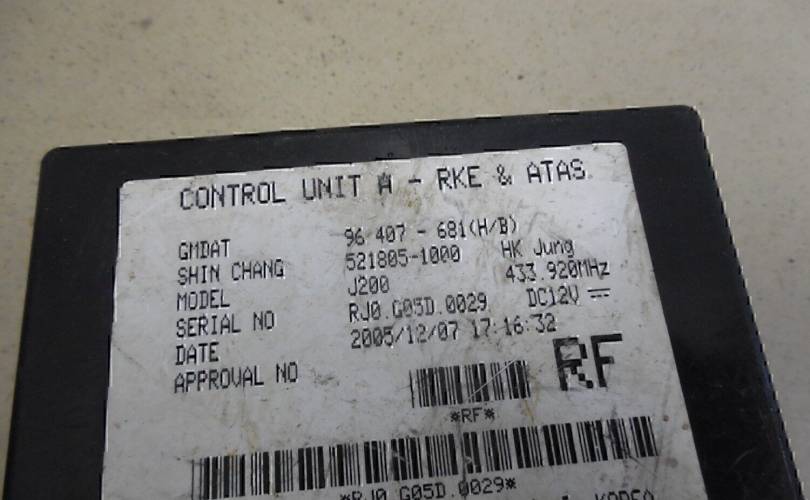 CONTROL UNIT A - RKE & ATAS
GMDAT 96 407 - 681(H/B)
SHIN CHANG 521805-1000 HK Jung
MODEL J200 433.920MHz
SERIAL NO RJ0.G05D.0029 DC12V
DATE 2005/12/07 17:16:32
APPROVAL NO
RF
*RF*
*RJ0.G05D.0029*
KOREA